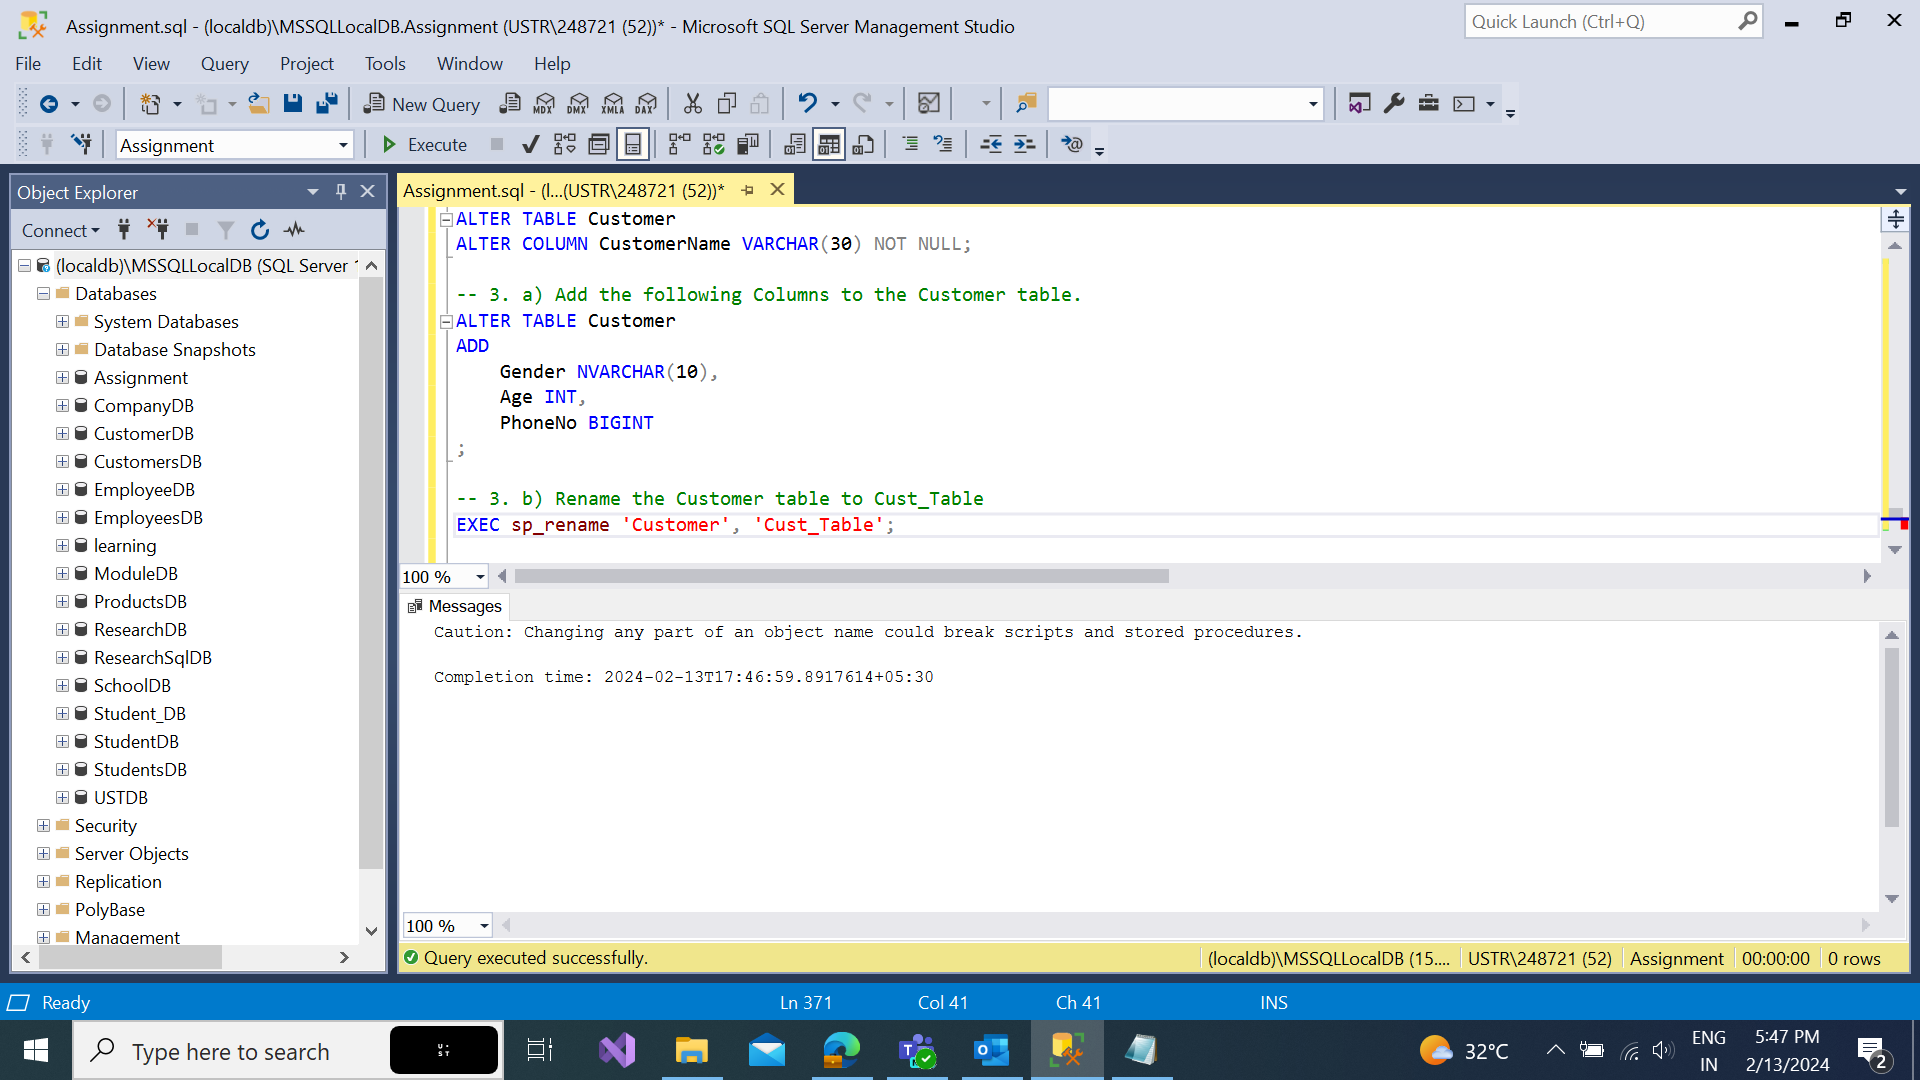 Assignment.sql - (localdb)\MSSQLLocalDB.Assignment (USTR\248721 (52))* - Microsoft SQL Server Management Studio
Quick Launch (Ctrl+Q)
File Edit View Query Project Tools Window Help
New Query MDX DMX XMLA DAX
Assignment Execute
Object Explorer
Connect
(localdb)\MSSQLLocalDB (SQL Server
Databases
System Databases
Database Snapshots
Assignment
CompanyDB
CustomerDB
CustomersDB
EmployeeDB
EmployeesDB
learning
ModuleDB
ProductsDB
ResearchDB
ResearchSqlDB
SchoolDB
Student_DB
StudentDB
StudentsDB
USTDB
Security
Server Objects
Replication
PolyBase
Management
Assignment.sql - (l...(USTR\248721 (52))*
ALTER TABLE Customer
ALTER COLUMN CustomerName VARCHAR(30) NOT NULL;
-- 3. a) Add the following Columns to the Customer table.
ALTER TABLE Customer
ADD
Gender NVARCHAR(10),
Age INT,
PhoneNo BIGINT
;
-- 3. b) Rename the Customer table to Cust_Table
EXEC sp_rename 'Customer', 'Cust_Table';
100 %
Messages
Caution: Changing any part of an object name could break scripts and stored procedures.
Completion time: 2024-02-13T17:46:59.8917614+05:30
100 %
Query executed successfully. (localdb)\MSSQLLocalDB (15.... USTR\248721 (52) Assignment 00:00:00 0 rows
Ready Ln 371 Col 41 Ch 41 INS
Type here to search
32°C
ENG
IN
5:47 PM
2/13/2024
2